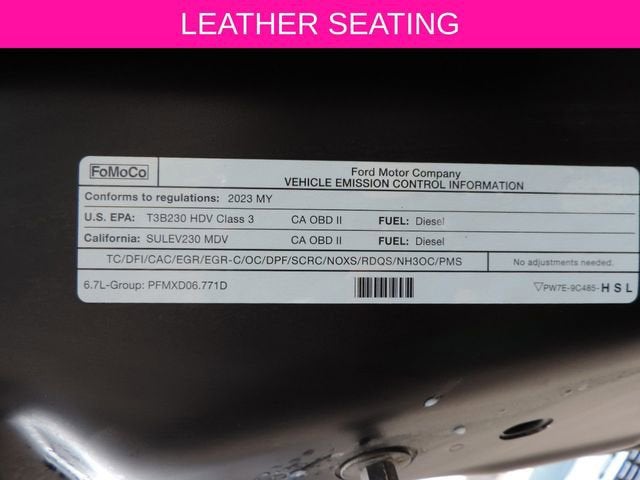 LEATHER SEATING
FoMoCo
Ford Motor Company
VEHICLE EMISSION CONTROL INFORMATION
Conforms to regulations: 2023 MY
U.S. EPA: T3B230 HDV Class 3 CA OBD II FUEL: Diesel
California: SULEV230 MDV CA OBD II FUEL: Diesel
TC/DFI/CAC/EGR/EGR-C/OC/DPF/SCRC/NOXS/RDQS/NH3OC/PMS No adjustments needed.
6.7L-Group: PFMXD06.771D ▽PW7E-9C485-HSL